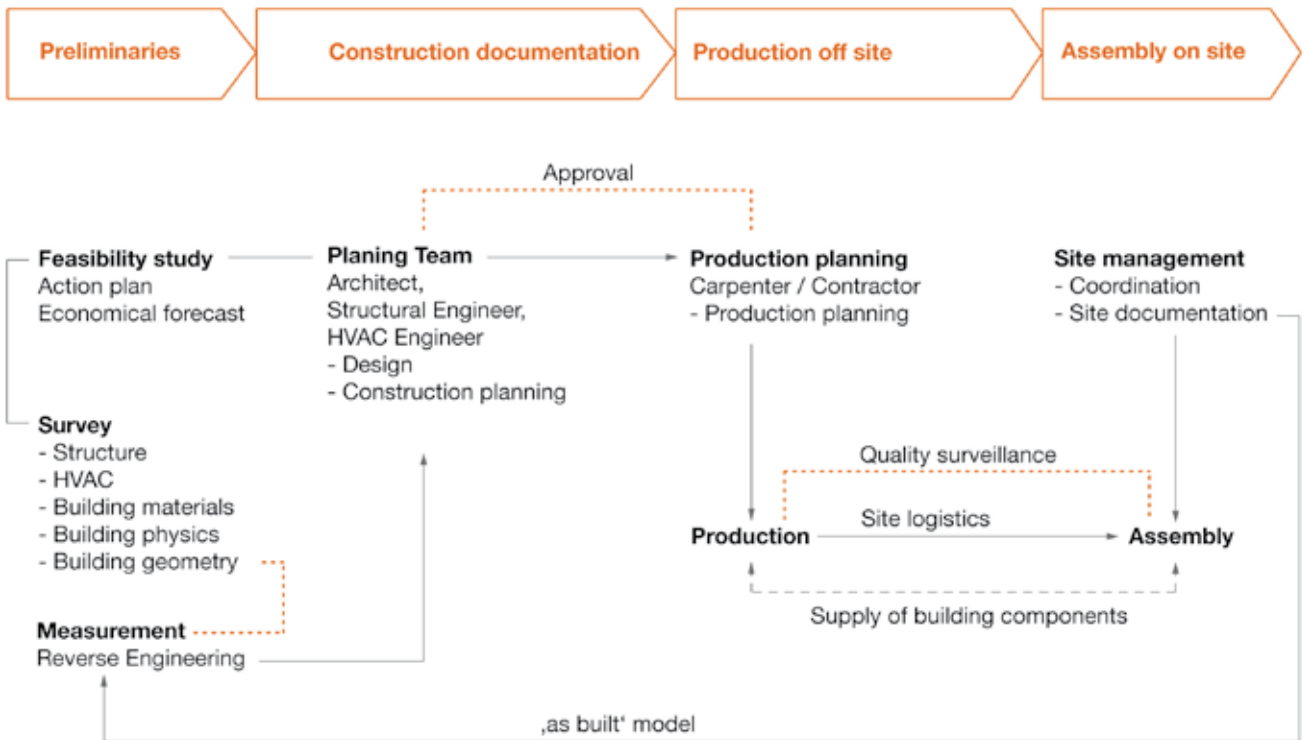 Preliminaries
Construction documentation
Production off site
Assembly on site
Approval
Feasibility study
Action plan
Economical forecast
Planing Team
Architect,
Structural Engineer,
HVAC Engineer
- Design
- Construction planning
Production planning
Carpenter / Contractor
- Production planning
Site management
- Coordination
- Site documentation
Survey
- Structure
- HVAC
- Building materials
- Building physics
- Building geometry
Quality surveillance
Production
Site logistics
Assembly
Supply of building components
Measurement
Reverse Engineering
‚as built‘ model